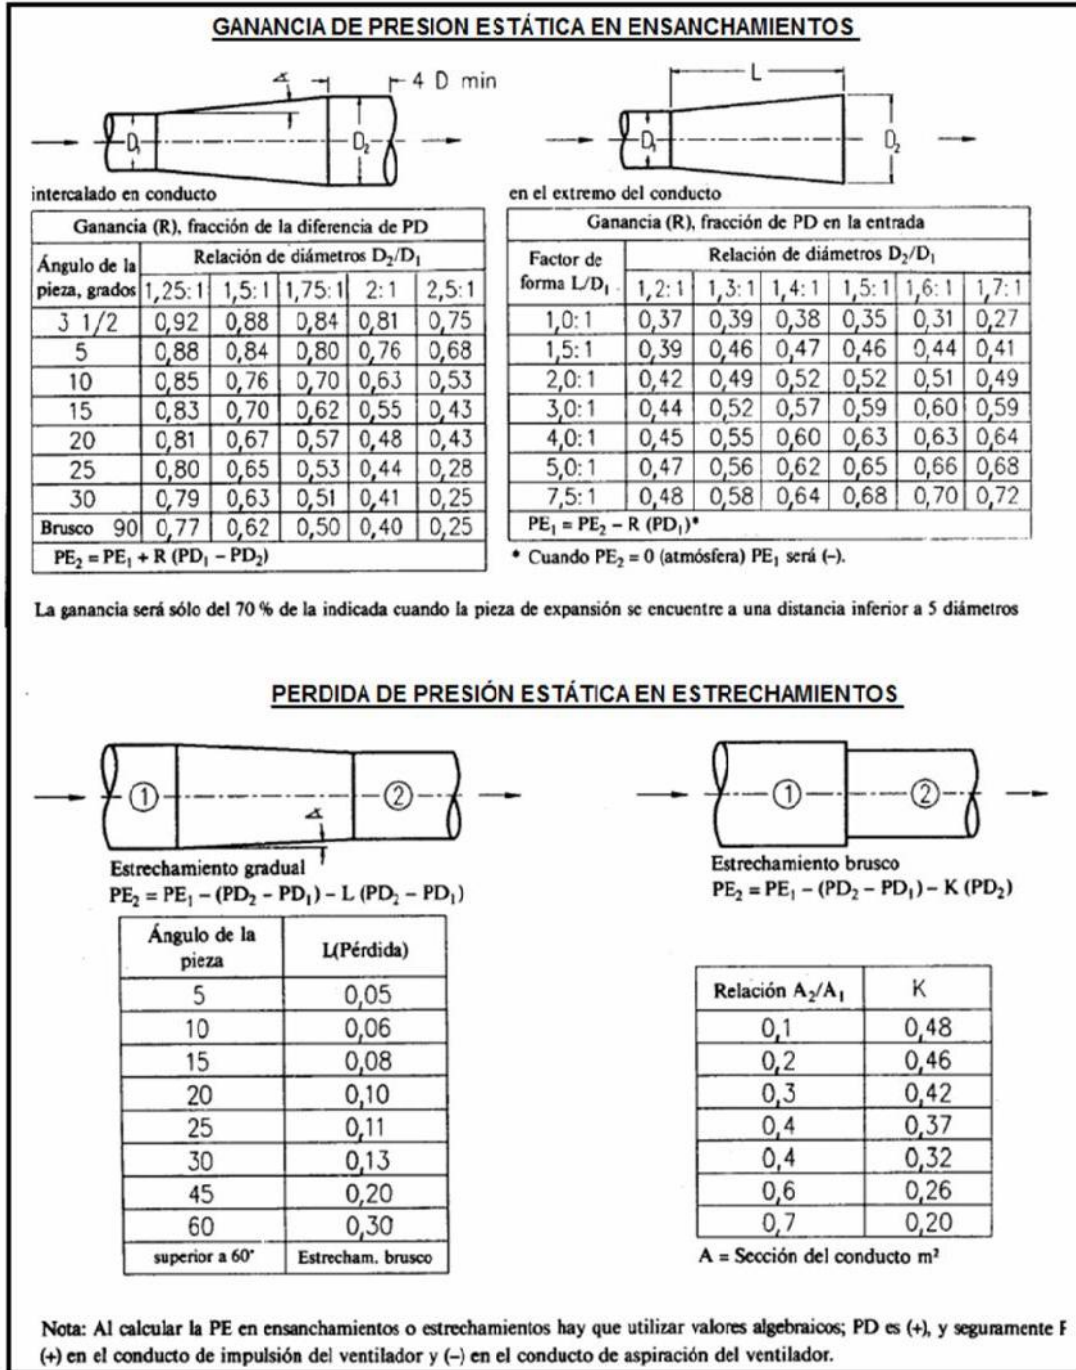 GANANCIA DE PRESION ESTÁTICA EN ENSANCHAMIENTOS
∡ 4 D min
L
D₁ D₂
D₁ D₂
intercalado en conducto
en el extremo del conducto
Ganancia (R), fracción de la diferencia de PD
Ángulo de la pieza, grados Relación de diámetros D₂/D₁
1,25:1 1,5:1 1,75:1 2:1 2,5:1
3 1/2 0,92 0,88 0,84 0,81 0,75
5 0,88 0,84 0,80 0,76 0,68
10 0,85 0,76 0,70 0,63 0,53
15 0,83 0,70 0,62 0,55 0,43
20 0,81 0,67 0,57 0,48 0,43
25 0,80 0,65 0,53 0,44 0,28
30 0,79 0,63 0,51 0,41 0,25
Brusco 90 0,77 0,62 0,50 0,40 0,25
PE₂ = PE₁ + R (PD₁ – PD₂)
Ganancia (R), fracción de PD en la entrada
Factor de forma L/D₁ Relación de diámetros D₂/D₁
1,2:1 1,3:1 1,4:1 1,5:1 1,6:1 1,7:1
1,0:1 0,37 0,39 0,38 0,35 0,31 0,27
1,5:1 0,39 0,46 0,47 0,46 0,44 0,41
2,0:1 0,42 0,49 0,52 0,52 0,51 0,49
3,0:1 0,44 0,52 0,57 0,59 0,60 0,59
4,0:1 0,45 0,55 0,60 0,63 0,63 0,64
5,0:1 0,47 0,56 0,62 0,65 0,66 0,68
7,5:1 0,48 0,58 0,64 0,68 0,70 0,72
PE₁ = PE₂ – R (PD₁)*
* Cuando PE₂ = 0 (atmósfera) PE₁ será (–).
La ganancia será sólo del 70 % de la indicada cuando la pieza de expansión se encuentre a una distancia inferior a 5 diámetros
PERDIDA DE PRESIÓN ESTÁTICA EN ESTRECHAMIENTOS
① ②
∡
① ②
Estrechamiento gradual
PE₂ = PE₁ – (PD₂ – PD₁) – L (PD₂ – PD₁)
Estrechamiento brusco
PE₂ = PE₁ – (PD₂ – PD₁) – K (PD₂)
Ángulo de la pieza L(Pérdida)
5 0,05
10 0,06
15 0,08
20 0,10
25 0,11
30 0,13
45 0,20
60 0,30
superior a 60° Estrecham. brusco
Relación A₂/A₁ K
0,1 0,48
0,2 0,46
0,3 0,42
0,4 0,37
0,4 0,32
0,6 0,26
0,7 0,20
A = Sección del conducto m²
Nota: Al calcular la PE en ensanchamientos o estrechamientos hay que utilizar valores algebraicos; PD es (+), y seguramente
(+) en el conducto de impulsión del ventilador y (–) en el conducto de aspiración del ventilador.